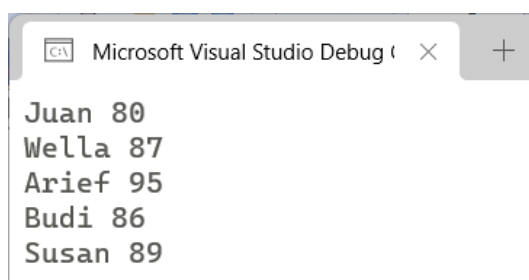 Microsoft Visual Studio Debug
Juan 80
Wella 87
Arief 95
Budi 86
Susan 89